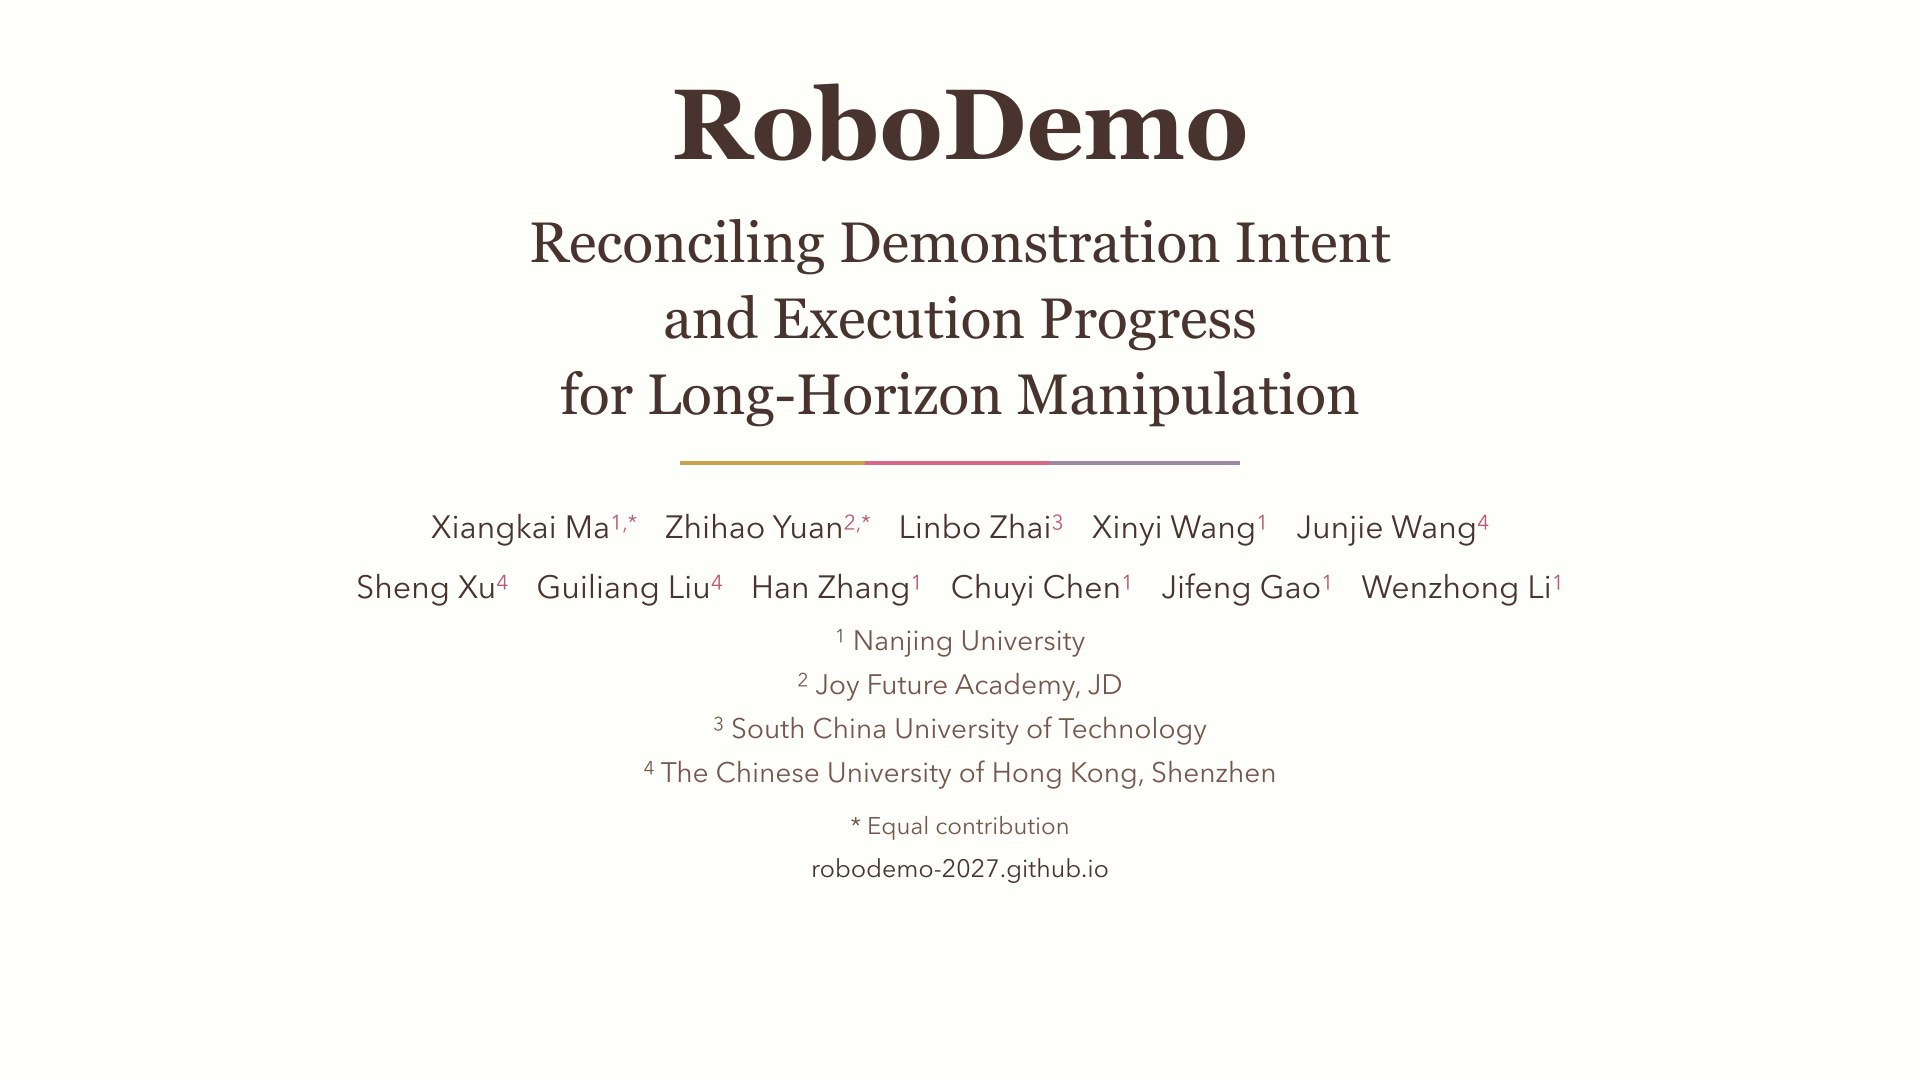 RoboDemo
Reconciling Demonstration Intent
and Execution Progress
for Long-Horizon Manipulation
Xiangkai Ma1,* Zhihao Yuan2,* Linbo Zhai3 Xinyi Wang1 Junjie Wang4
Sheng Xu4 Guiliang Liu4 Han Zhang1 Chuyi Chen1 Jifeng Gao1 Wenzhong Li1
1 Nanjing University
2 Joy Future Academy, JD
3 South China University of Technology
4 The Chinese University of Hong Kong, Shenzhen
* Equal contribution
robodemo-2027.github.io